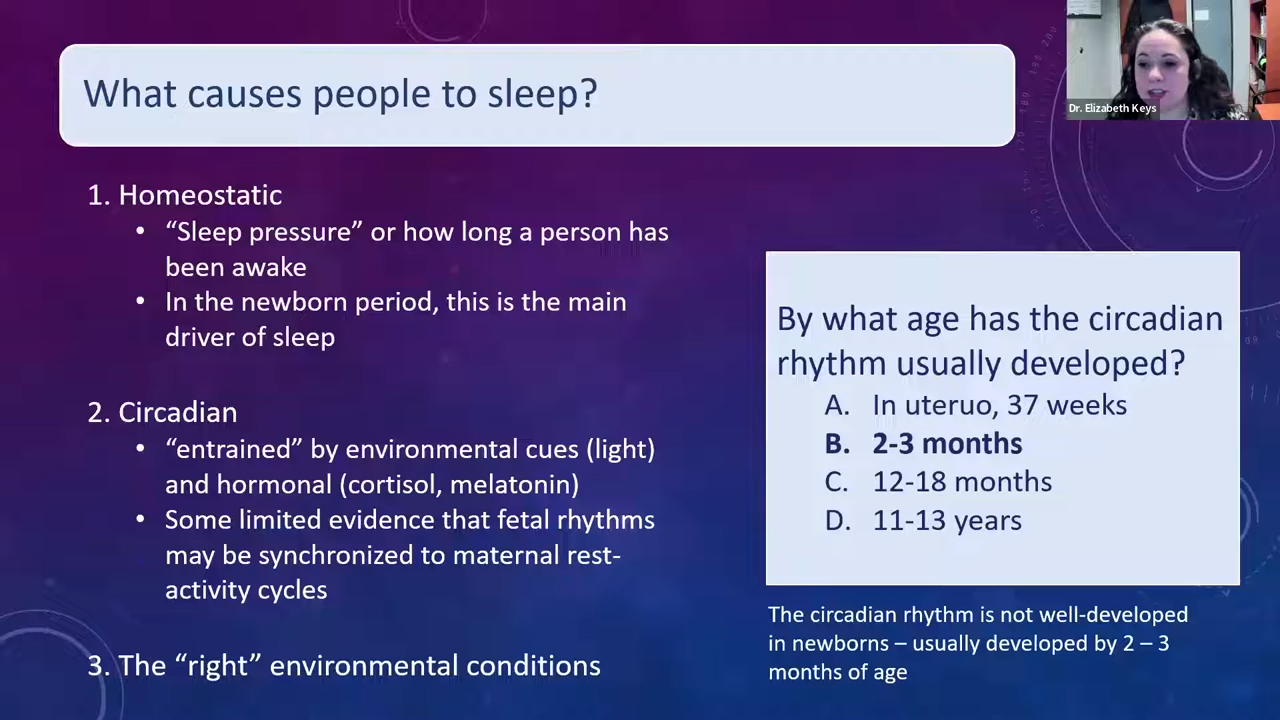 What causes people to sleep?
Dr. Elizabeth Keys
1. Homeostatic
• “Sleep pressure” or how long a person has
been awake
• In the newborn period, this is the main
driver of sleep
2. Circadian
• “entrained” by environmental cues (light)
and hormonal (cortisol, melatonin)
• Some limited evidence that fetal rhythms
may be synchronized to maternal rest-
activity cycles
3. The “right” environmental conditions
By what age has the circadian
rhythm usually developed?
A. In uteruo, 37 weeks
B. 2-3 months
C. 12-18 months
D. 11-13 years
The circadian rhythm is not well-developed
in newborns – usually developed by 2 – 3
months of age